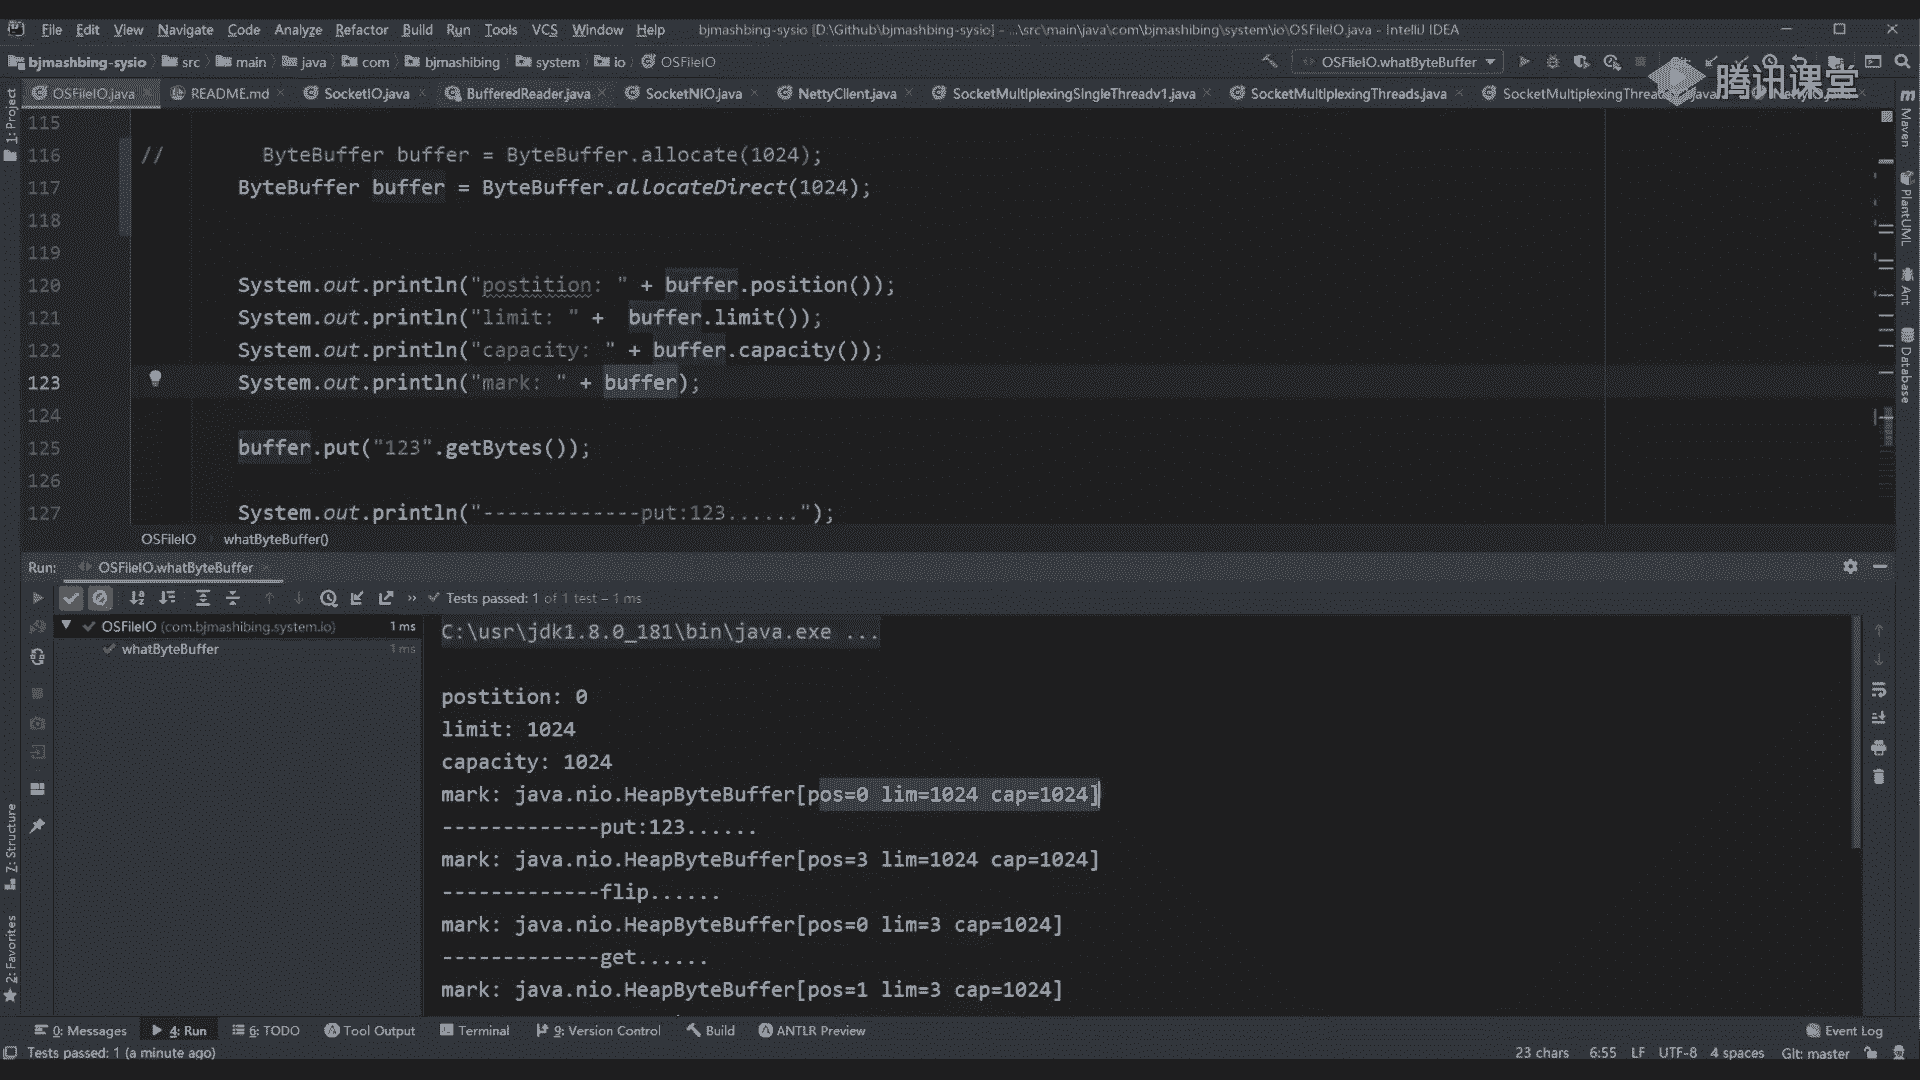 File Edit View Navigate Code Analyze Refactor Build Run Tools VCS Window Help bjmashbing-sysio [D:\Github\bjmashbing-sysio] - ...\src\main\java\com\bjmashibing\system\io\OSFileIO.java - IntelliJ IDEA
bjmashbing-sysio src main java com bjmashibing system io OSFileIO OSFileIO.whatByteBuffer
腾讯课堂
OSFileIO.java README.md SocketIO.java BufferedReader.java SocketNIO.java NettyClient.java SocketMultiplexingSingleThreadv1.java SocketMultiplexingThreads.java SocketMultiplexingThread
1: Project
Maven
PlantUML
Ant
Database
115
116 // ByteBuffer buffer = ByteBuffer.allocate(1024);
117 ByteBuffer buffer = ByteBuffer.allocateDirect(1024);
118
119
120 System.out.println("postition: " + buffer.position());
121 System.out.println("limit: " + buffer.limit());
122 System.out.println("capacity: " + buffer.capacity());
123 System.out.println("mark: " + buffer);
124
125 buffer.put("123".getBytes());
126
127 System.out.println("-------------put:123......");
OSFileIO whatByteBuffer()
Run: OSFileIO.whatByteBuffer
Tests passed: 1 of 1 test – 1 ms
OSFileIO (com.bjmashibing.system.io) 1 ms
whatByteBuffer 1 ms
C:\usr\jdk1.8.0_181\bin\java.exe ...
postition: 0
limit: 1024
capacity: 1024
mark: java.nio.HeapByteBuffer[pos=0 lim=1024 cap=1024]
-------------put:123......
mark: java.nio.HeapByteBuffer[pos=3 lim=1024 cap=1024]
-------------flip......
mark: java.nio.HeapByteBuffer[pos=0 lim=3 cap=1024]
-------------get......
mark: java.nio.HeapByteBuffer[pos=1 lim=3 cap=1024]
Z: Structure
2: Favorites
0: Messages 4: Run 6: TODO Tool Output Terminal 9: Version Control Build ANTLR Preview Event Log
Tests passed: 1 (a minute ago) 23 chars 6:55 LF UTF-8 4 spaces Git: master